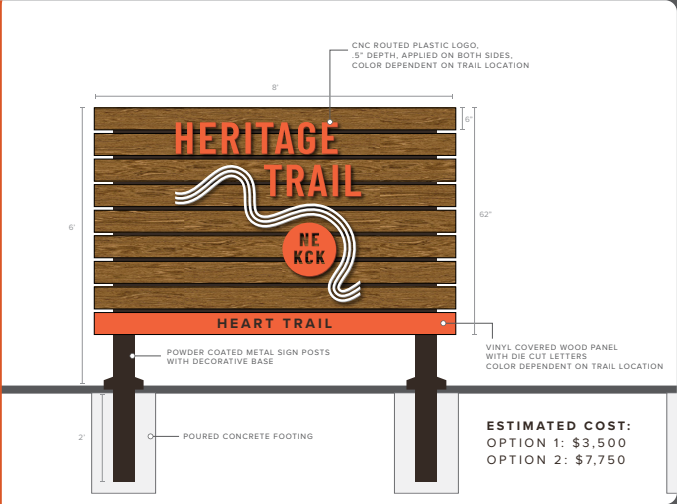 CNC ROUTED PLASTIC LOGO,
.5" DEPTH, APPLIED ON BOTH SIDES,
COLOR DEPENDENT ON TRAIL LOCATION
8'
6"
HERITAGE
TRAIL
6'
62"
NE
KCK
HEART TRAIL
VINYL COVERED WOOD PANEL
WITH DIE CUT LETTERS
COLOR DEPENDENT ON TRAIL LOCATION
POWDER COATED METAL SIGN POSTS
WITH DECORATIVE BASE
2'
POURED CONCRETE FOOTING
ESTIMATED COST:
OPTION 1: $3,500
OPTION 2: $7,750